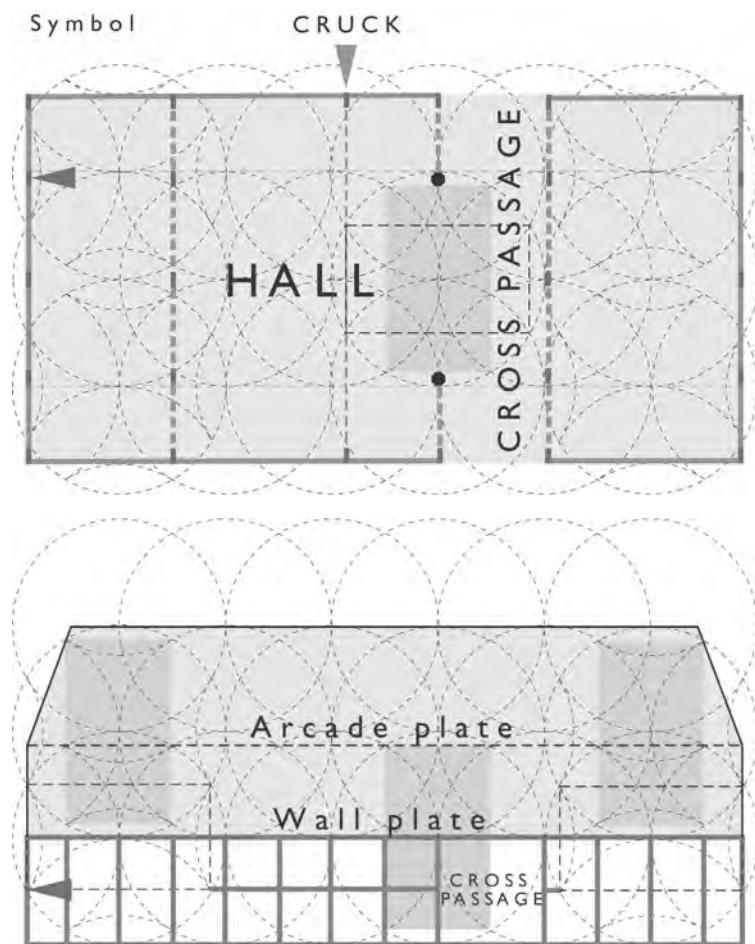 Symbol
CRUCK
HALL
CROSS PASSAGE
Arcade plate
Wall plate
CROSS
PASSAGE